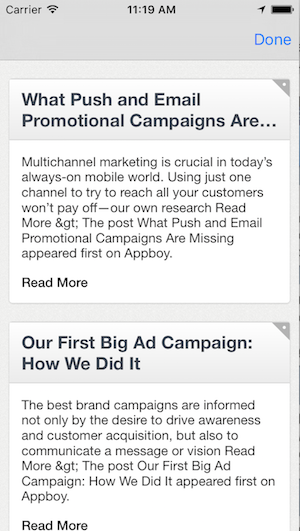 Carrier 11:19 AM
Done
What Push and Email
Promotional Campaigns Are…
Multichannel marketing is crucial in today’s
always-on mobile world. Using just one
channel to try to reach all your customers
won’t pay off—our own research Read
More &gt; The post What Push and Email
Promotional Campaigns Are Missing
appeared first on Appboy.
Read More
Our First Big Ad Campaign:
How We Did It
The best brand campaigns are informed
not only by the desire to drive awareness
and customer acquisition, but also to
communicate a message or vision Read
More &gt; The post Our First Big Ad
Campaign: How We Did It appeared first on
Appboy.
Read More